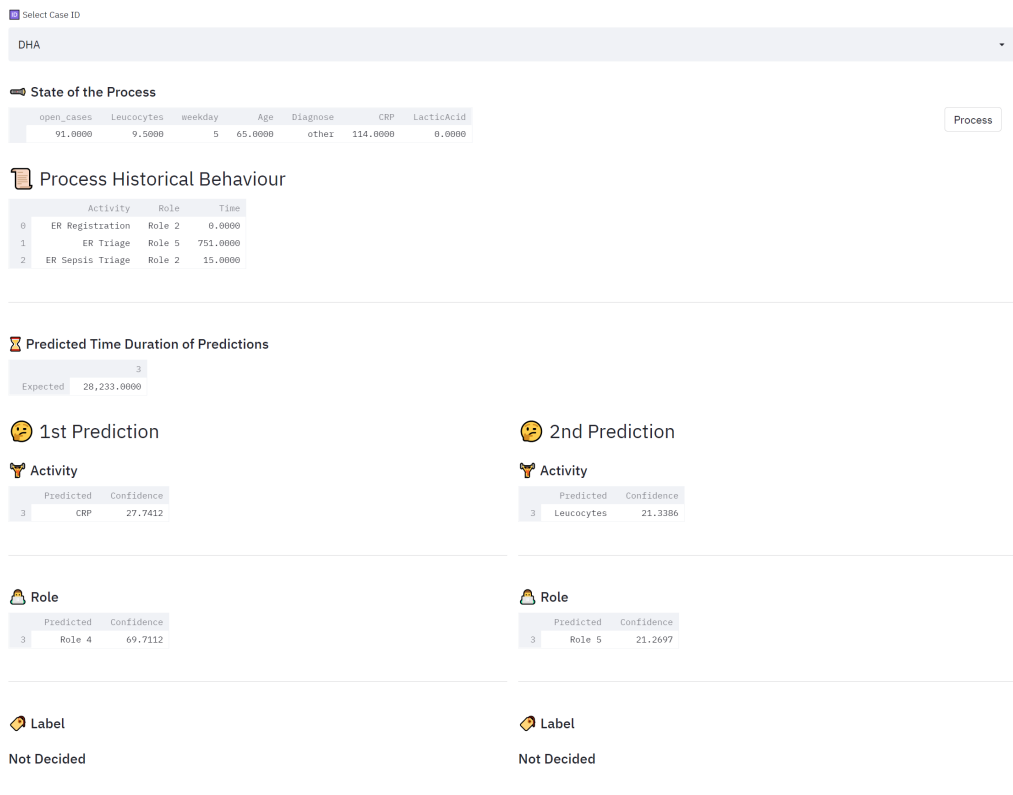 ID Select Case ID
DHA
State of the Process
open_cases Leucocytes weekday Age Diagnose CRP LacticAcid
91.0000 9.5000 5 65.0000 other 114.0000 0.0000
Process
Process Historical Behaviour
Activity Role Time
0 ER Registration Role 2 0.0000
1 ER Triage Role 5 751.0000
2 ER Sepsis Triage Role 2 15.0000
Predicted Time Duration of Predictions
3
Expected 28,233.0000
1st Prediction
Activity
Predicted Confidence
3 CRP 27.7412
Role
Predicted Confidence
3 Role 4 69.7112
Label
Not Decided
2nd Prediction
Activity
Predicted Confidence
3 Leucocytes 21.3386
Role
Predicted Confidence
3 Role 5 21.2697
Label
Not Decided